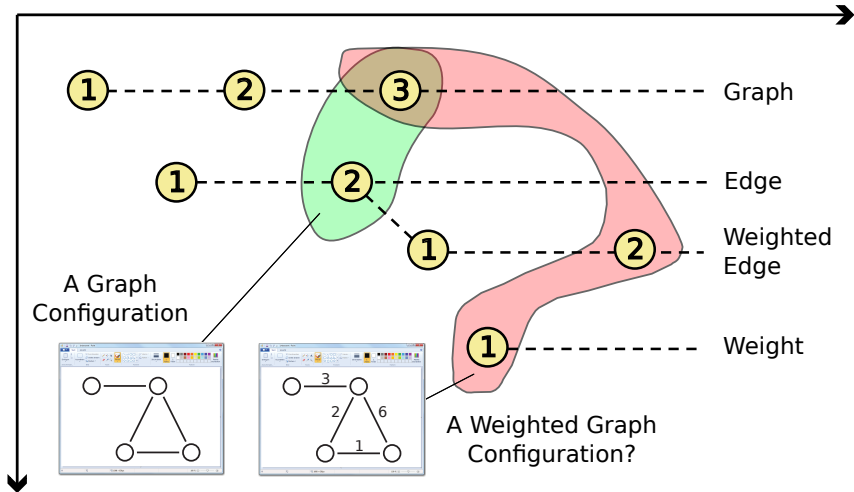 1 2 3 Graph
1 2 Edge
1 2 Weighted
Edge
1 Weight
A Graph
Configuration
3
2 6
1
A Weighted Graph
Configuration?